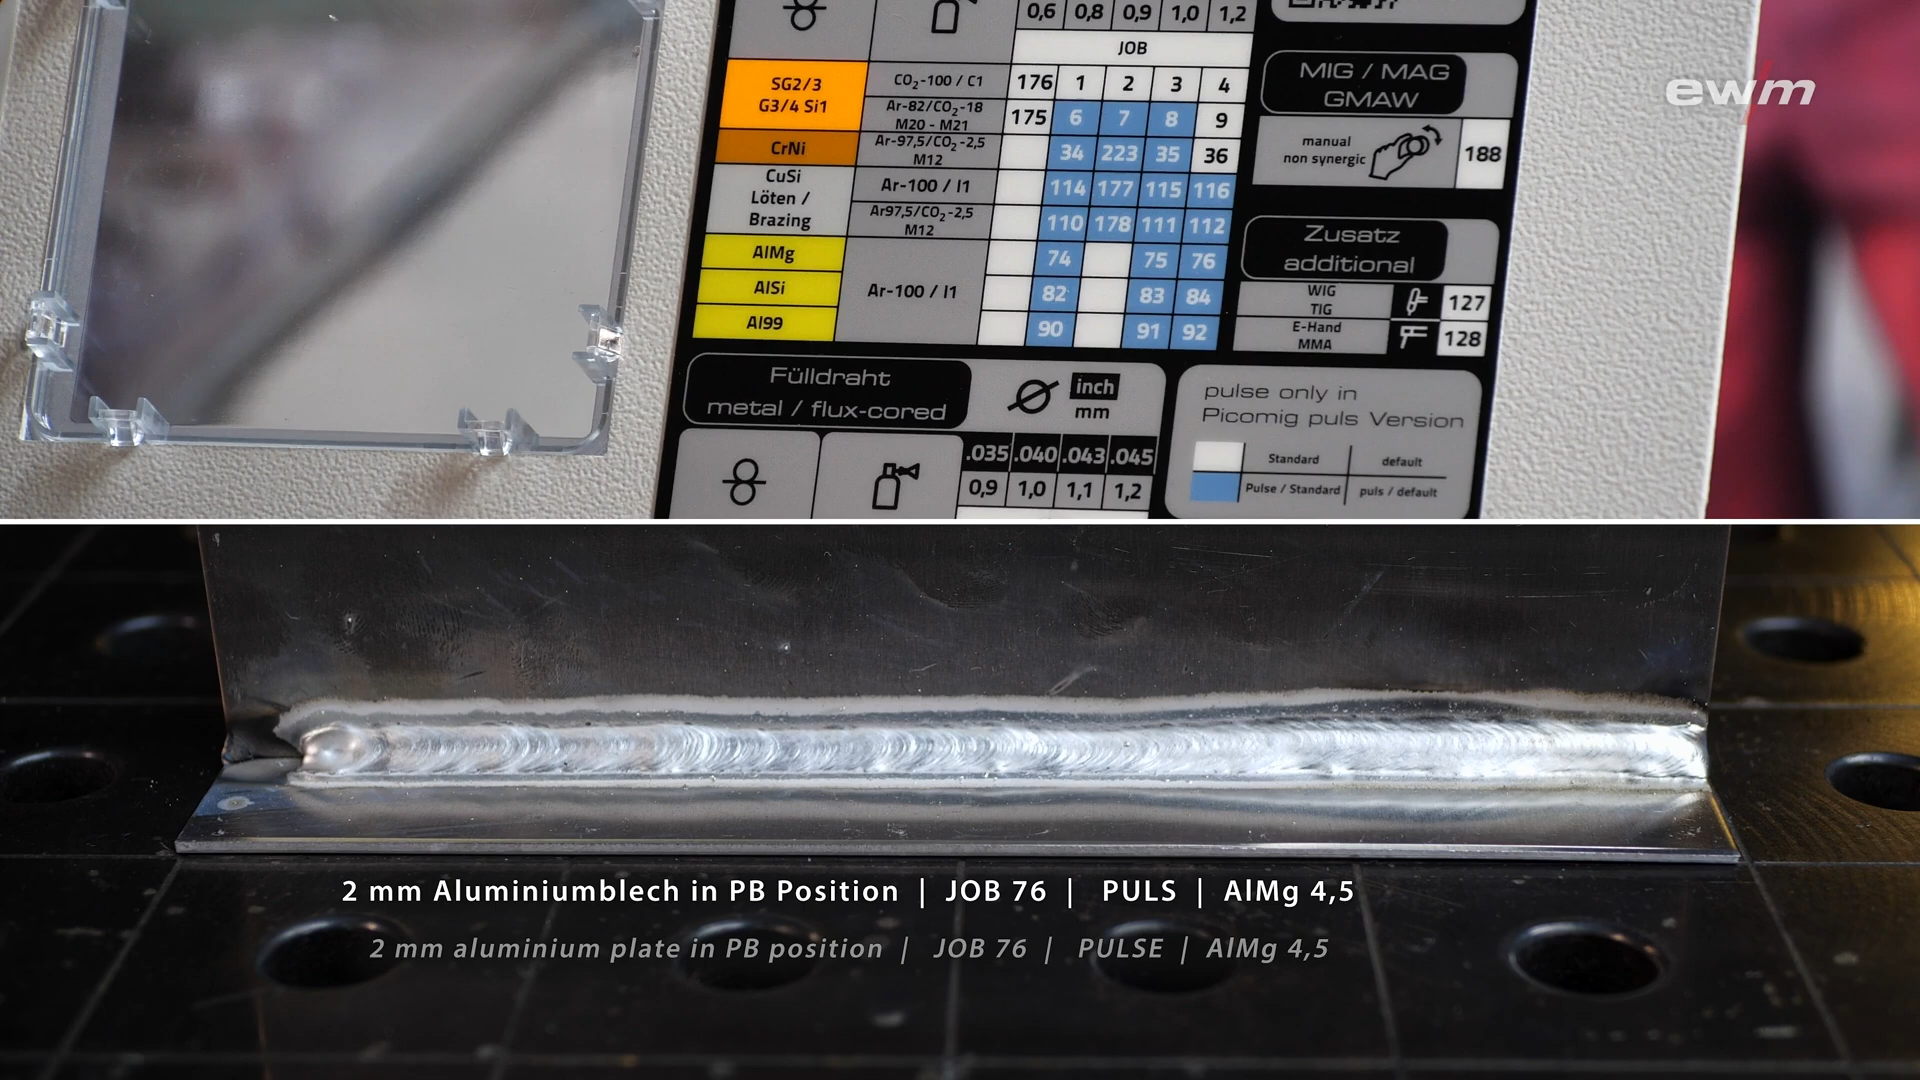 0,6 0,8 0,9 1,0 1,2
JOB
SG2/3
G3/4 Si1
CO2-100 / C1
176 1 2 3 4
Ar-82/CO2-18
M20 - M21
175 6 7 8 9
CrNi
Ar-97,5/CO2-2,5
M12
34 223 35 36
CuSi
Löten /
Brazing
Ar-100 / I1
114 177 115 116
Ar97,5/CO2-2,5
M12
110 178 111 112
AlMg
74 75 76
AlSi
Ar-100 / I1
82 83 84
Al99
90 91 92
MIG / MAG
GMAW
manual
non synergic
188
Zusatz
additional
WIG
TIG
127
E-Hand
MMA
128
Fülldraht
metal / flux-cored
inch
mm
.035 .040 .043 .045
0,9 1,0 1,1 1,2
pulse only in
Picomig puls Version
Standard default
Pulse / Standard puls / default
ewm
2 mm Aluminiumblech in PB Position | JOB 76 | PULS | AlMg 4,5
2 mm aluminium plate in PB position | JOB 76 | PULSE | AlMg 4,5